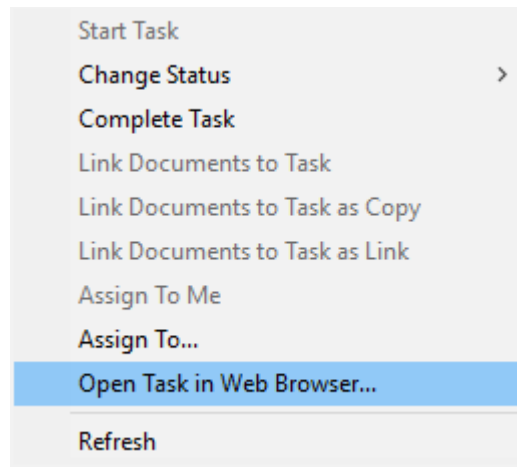 Start Task
Change Status
Complete Task
Link Documents to Task
Link Documents to Task as Copy
Link Documents to Task as Link
Assign To Me
Assign To...
Open Task in Web Browser...
Refresh